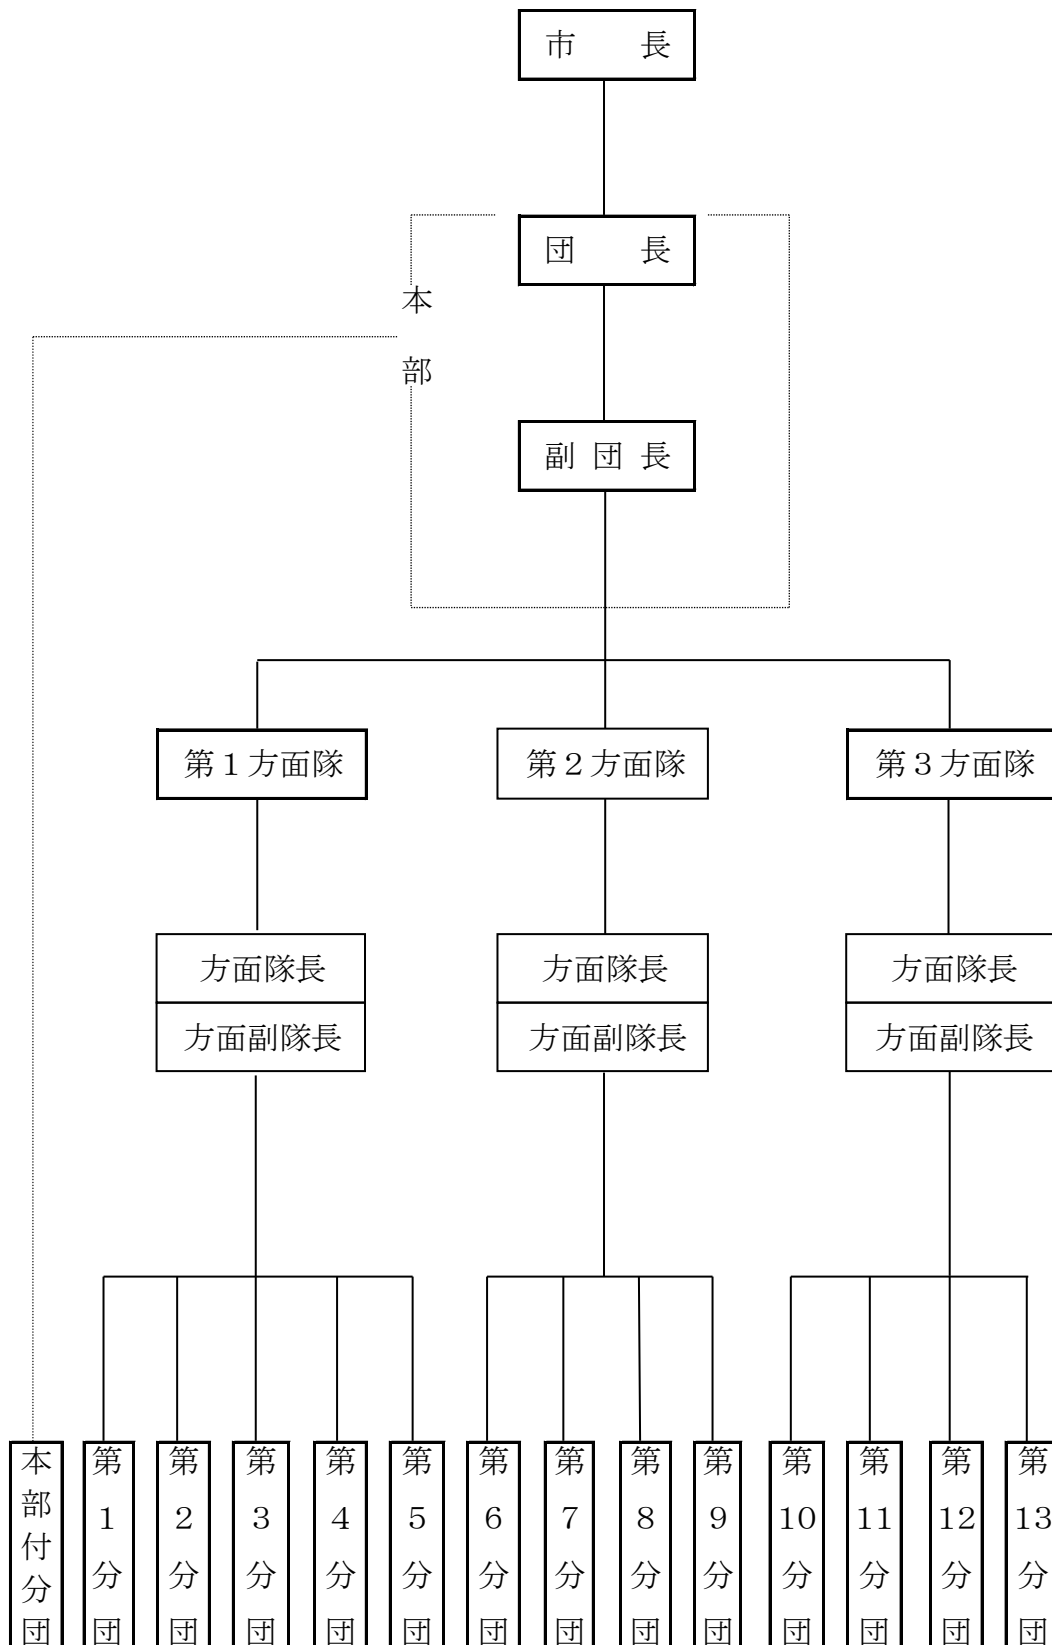 市　　長
団　　長
本部
副 団 長
第１方面隊
第２方面隊
第３方面隊
方面隊長
方面隊長
方面隊長
方面副隊長
方面副隊長
方面副隊長
本部付分団
第1分団
第2分団
第3分団
第4分団
第5分団
第6分団
第7分団
第8分団
第9分団
第10分団
第11分団
第12分団
第13分団